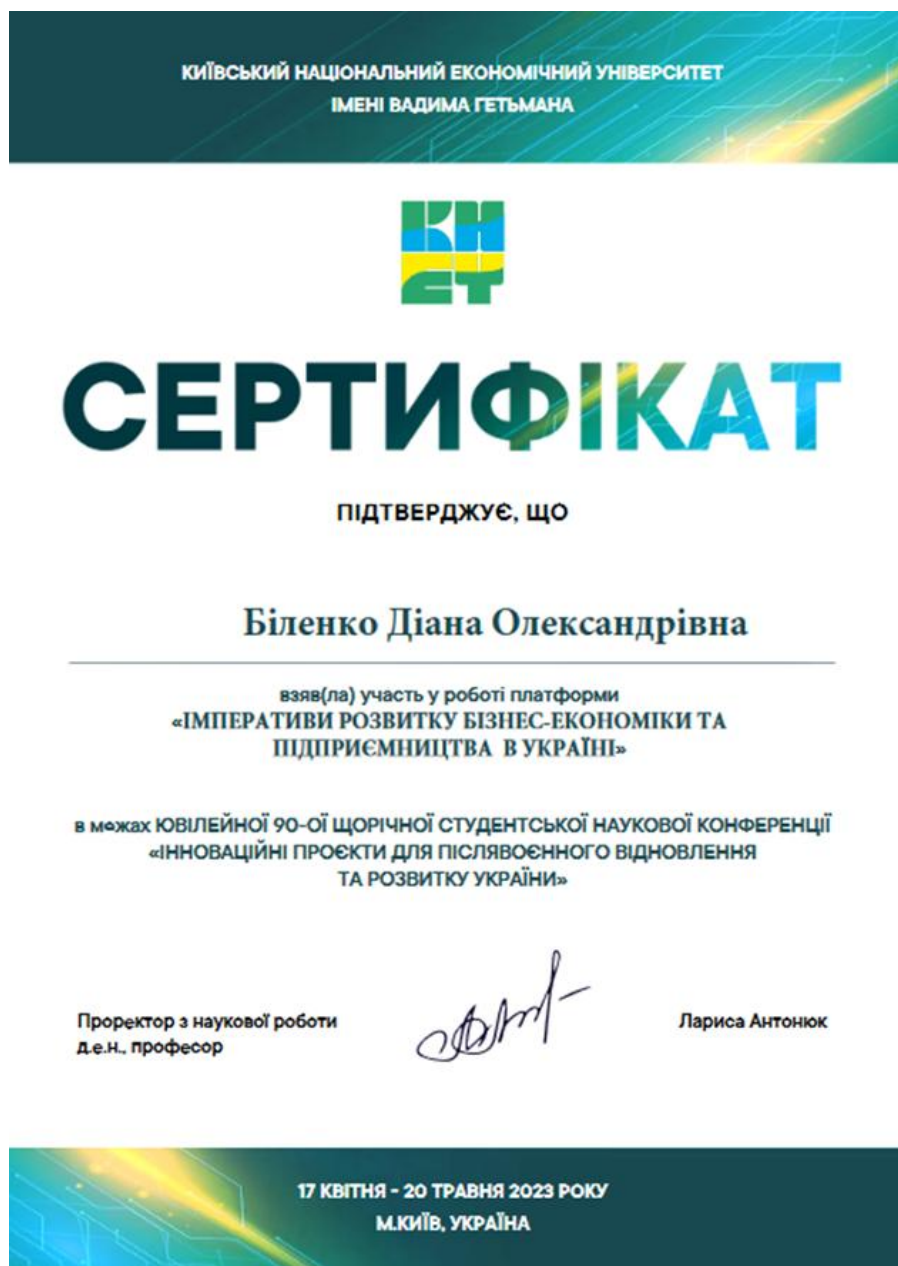 КИЇВСЬКИЙ НАЦІОНАЛЬНИЙ ЕКОНОМІЧНИЙ УНІВЕРСИТЕТ
ІМЕНІ ВАДИМА ГЕТЬМАНА
КН
ЕУ
СЕРТИФІКАТ
ПІДТВЕРДЖУЄ, ЩО
Біленко Діана Олександрівна
взяв(ла) участь у роботі платформи
«ІМПЕРАТИВИ РОЗВИТКУ БІЗНЕС-ЕКОНОМІКИ ТА
ПІДПРИЄМНИЦТВА В УКРАЇНІ»
в межах ЮВІЛЕЙНОЇ 90-ОЇ ЩОРІЧНОЇ СТУДЕНТСЬКОЇ НАУКОВОЇ КОНФЕРЕНЦІЇ
«ІННОВАЦІЙНІ ПРОЄКТИ ДЛЯ ПІСЛЯВОЄННОГО ВІДНОВЛЕННЯ
ТА РОЗВИТКУ УКРАЇНИ»
Проректор з наукової роботи
д.е.н., професор
Лариса Антонюк
17 КВІТНЯ - 20 ТРАВНЯ 2023 РОКУ
М.КИЇВ, УКРАЇНА